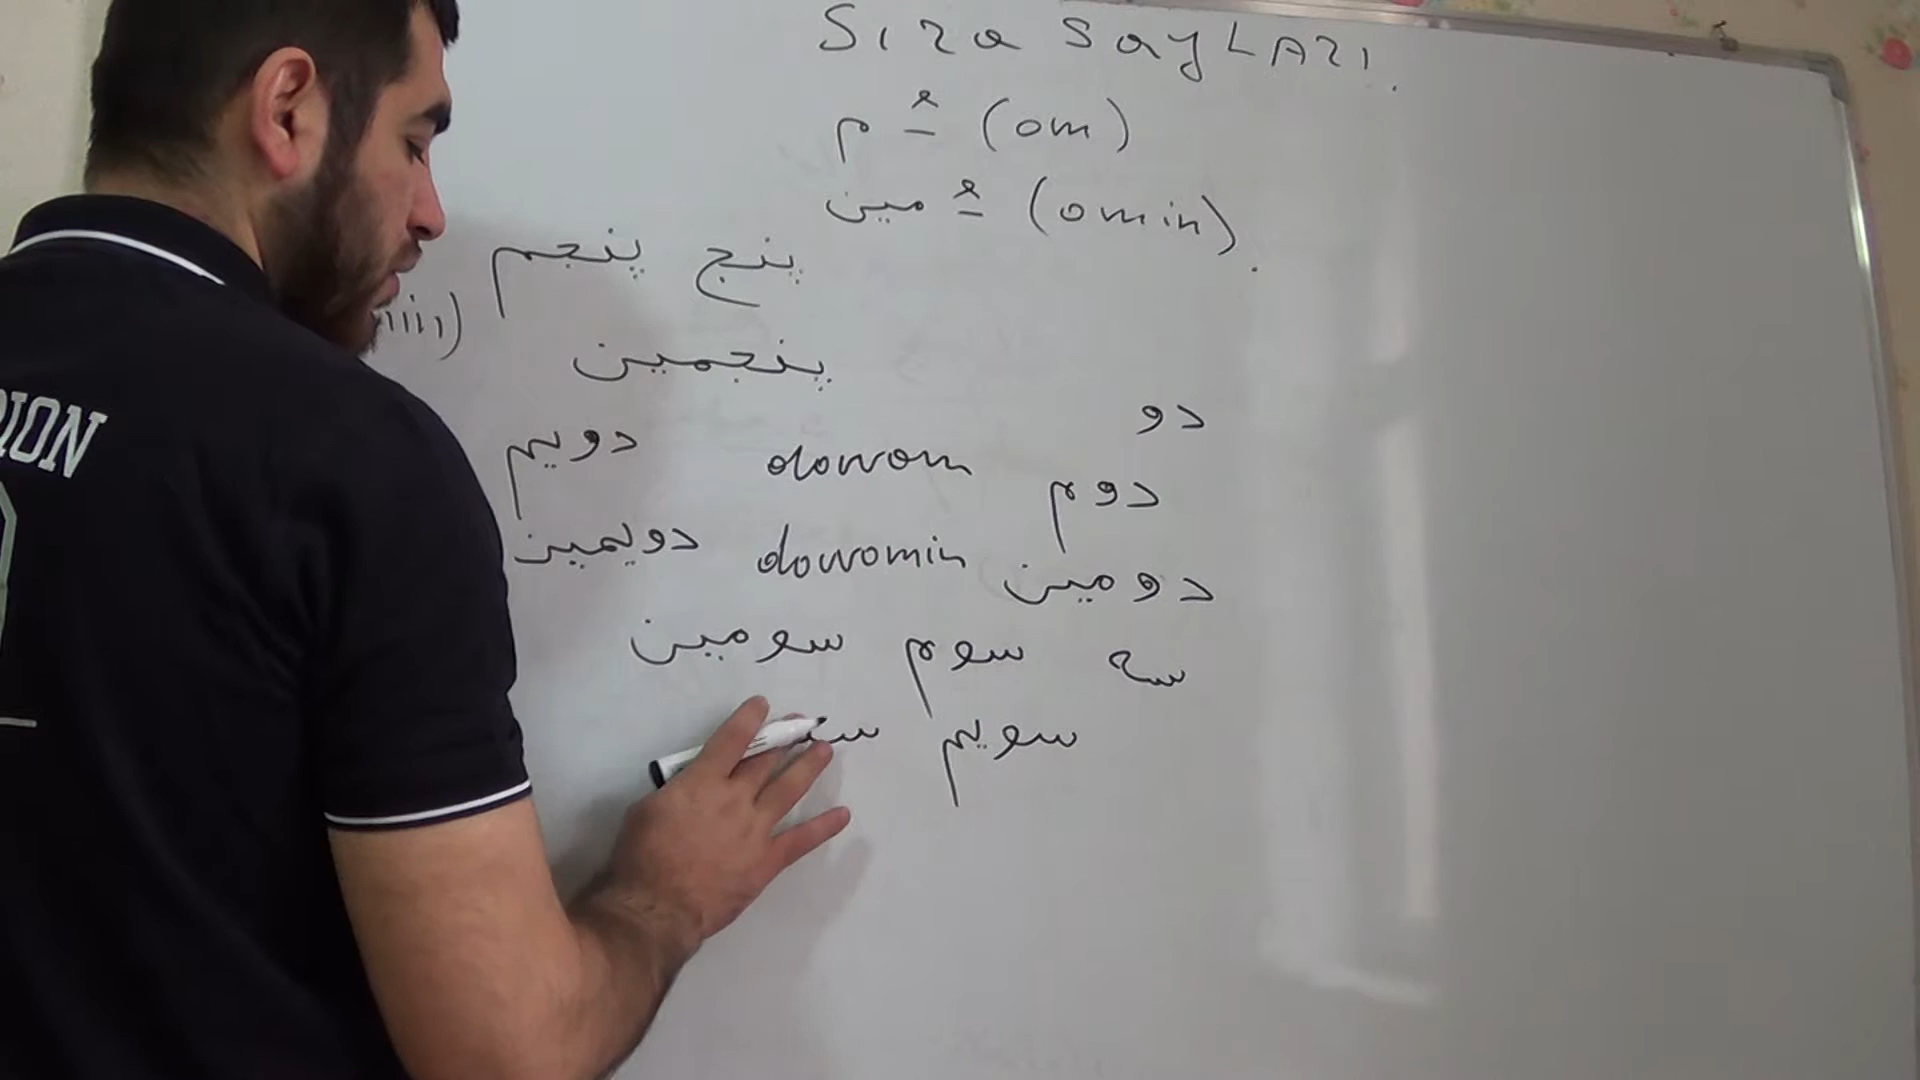 Sıra SayLARı.
ُ م (om)
ُ مین (omin).
پنج پنجم
پنجمین
دو
دوم dowom دویم
دومین dowomin دویمین
سه سوم سومین
سویم
ION